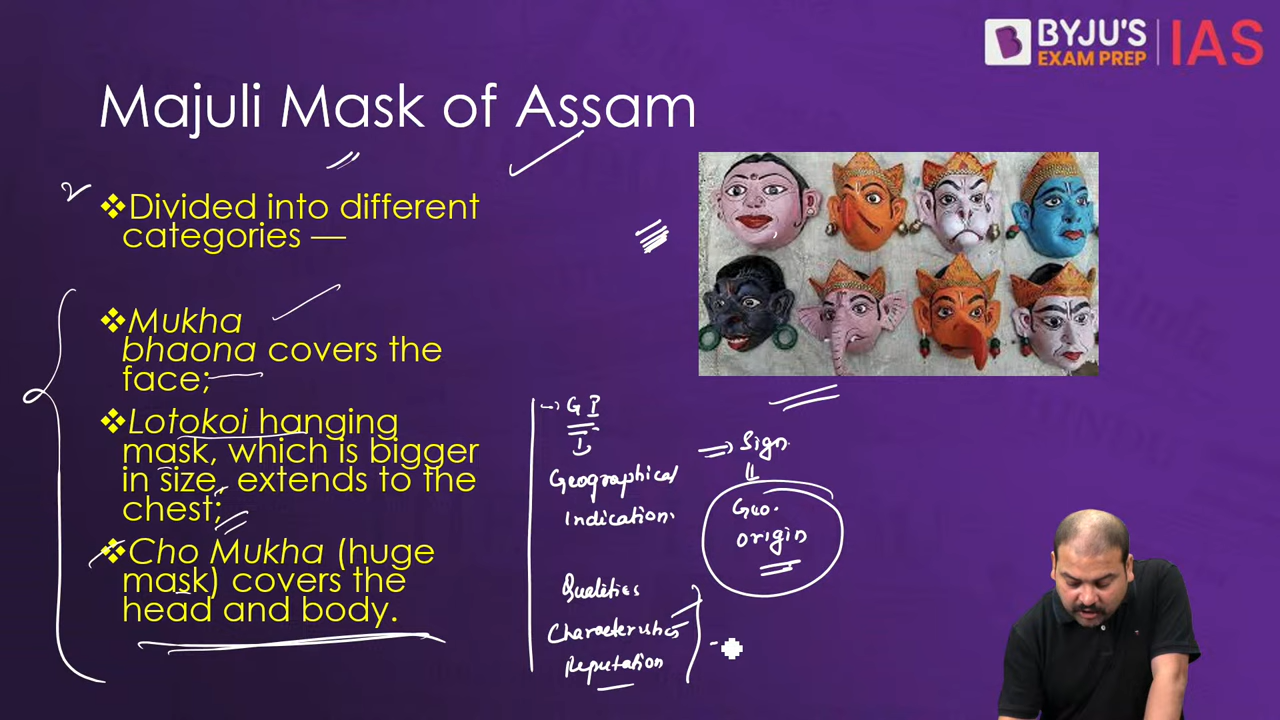 BYJU'S
EXAM PREP
IAS
Majuli Mask of Assam
❖Divided into different
categories —
❖Mukha
bhaona covers the
face;
❖Lotokoi hanging
mask, which is bigger
in size, extends to the
chest;
❖Cho Mukha (huge
mask) covers the
head and body.
GI
Geographical
Indication.
Qualities
Characteristics
Reputation
Sign.
Geo.
origin